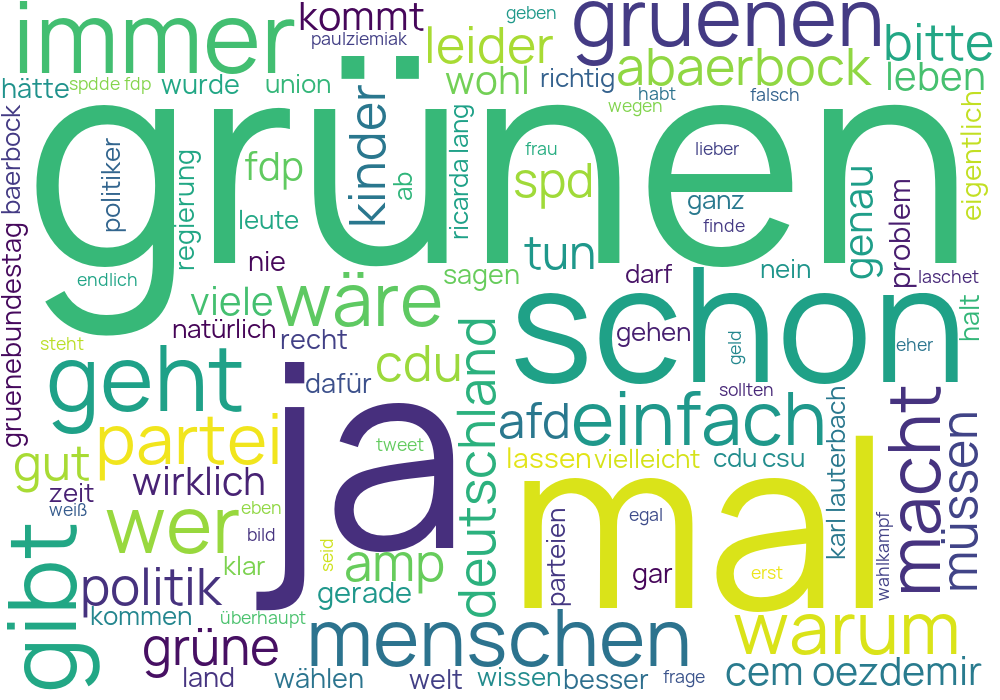 immer
kommt
geben
gruenen
bitte
paulziemiak
leider
abaerbock
leben
hätte
spdde fdp
wurde
union
wohl
richtig
habt
falsch
wegen
grünen
gruenebundestag baerbock
politiker
regierung
fdp
leute
kinder
ab
ricarda lang
frau
spd
lieber
ganz
finde
genau
problem
eigentlich
endlich
nie
viele
wäre
sagen
tun
darf
nein
laschet
halt
natürlich
recht
schon
gehen
geld
eher
steht
geht
cdu
dafür
deutschland
sollten
partei
ja
tweet
afd
einfach
karl lauterbach
macht
müssen
gut
zeit
weiß
wirklich
lassen
vielleicht
cdu csu
mal
wer
eben
bild
seid
klar
amp
gerade
parteien
egal
gar
erst
wahlkampf
gibt
politik
kommen
überhaupt
grüne
menschen
warum
land
wählen
welt
wissen
besser
frage
cem oezdemir